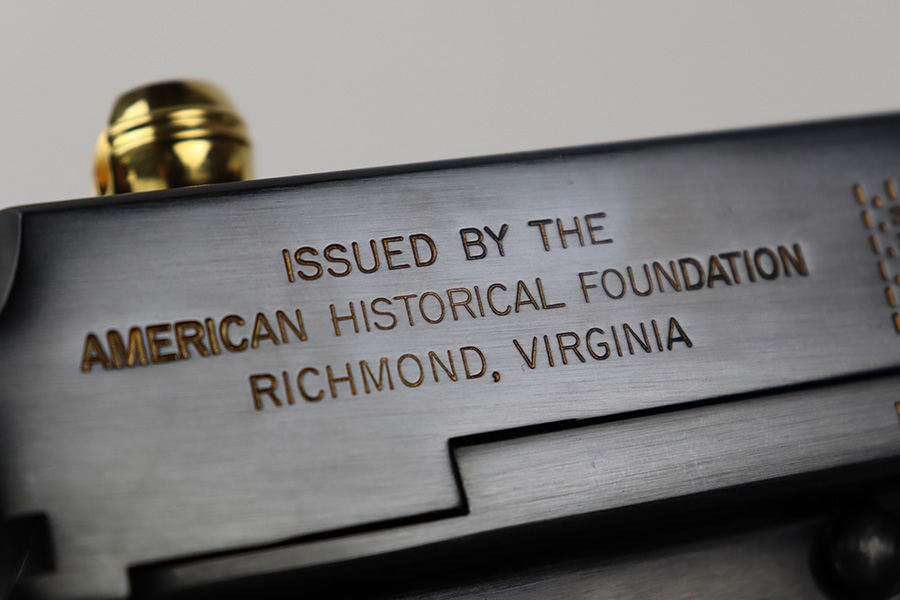 ISSUED BY THE
AMERICAN HISTORICAL FOUNDATION
RICHMOND, VIRGINIA